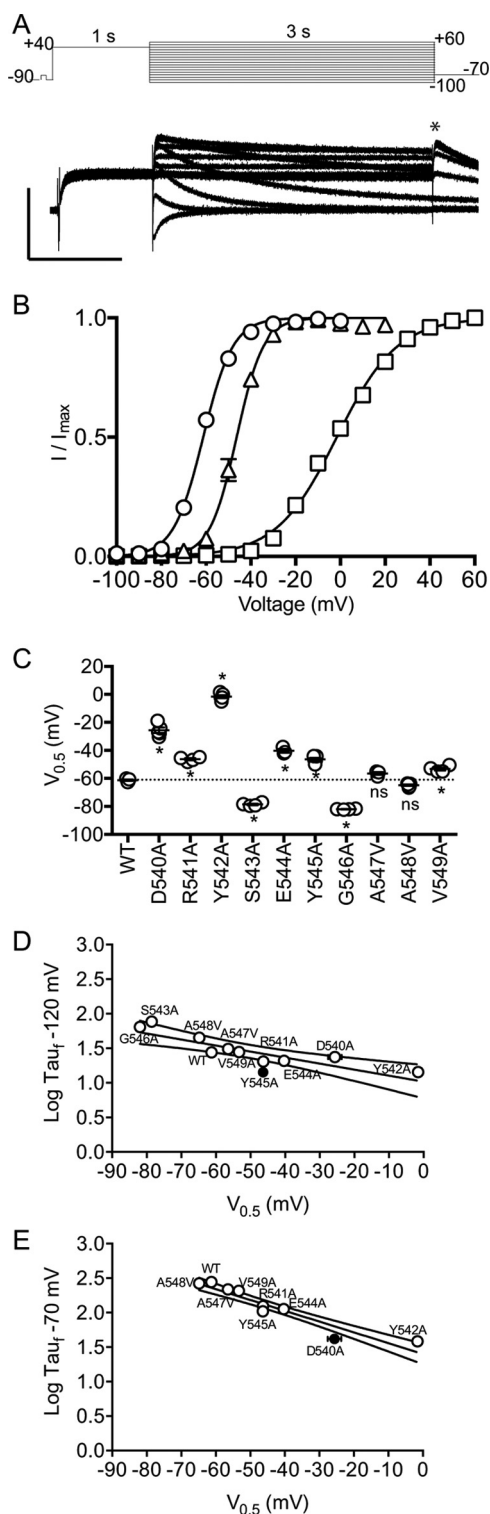 A
+40
1 s
3 s
+60
-90
-70
-100
*
B
I / Imax
1.0
0.5
0.0
-100 -80 -60 -40 -20 0 20 40 60
Voltage (mV)
C
V0.5 (mV)
20
0
-20
-40
-60
-80
-100
*
*
*
*
*
*
*
ns
ns
*
WT D540A R541A Y542A S543A E544A Y545A G546A A547V A548V V549A
D
Log Tauf -120 mV
3.0
2.5
2.0
1.5
1.0
0.5
0.0
S543A
G546A
A548V
A547V
WT
V549A
R541A
Y545A
E544A
D540A
Y542A
-90 -80 -70 -60 -50 -40 -30 -20 -10 0
V0.5 (mV)
E
Log Tauf -70 mV
3.0
2.5
2.0
1.5
1.0
0.5
0.0
A548V
WT
V549A
A547V
R541A
Y545A
E544A
D540A
Y542A
-90 -80 -70 -60 -50 -40 -30 -20 -10 0
V0.5 (mV)